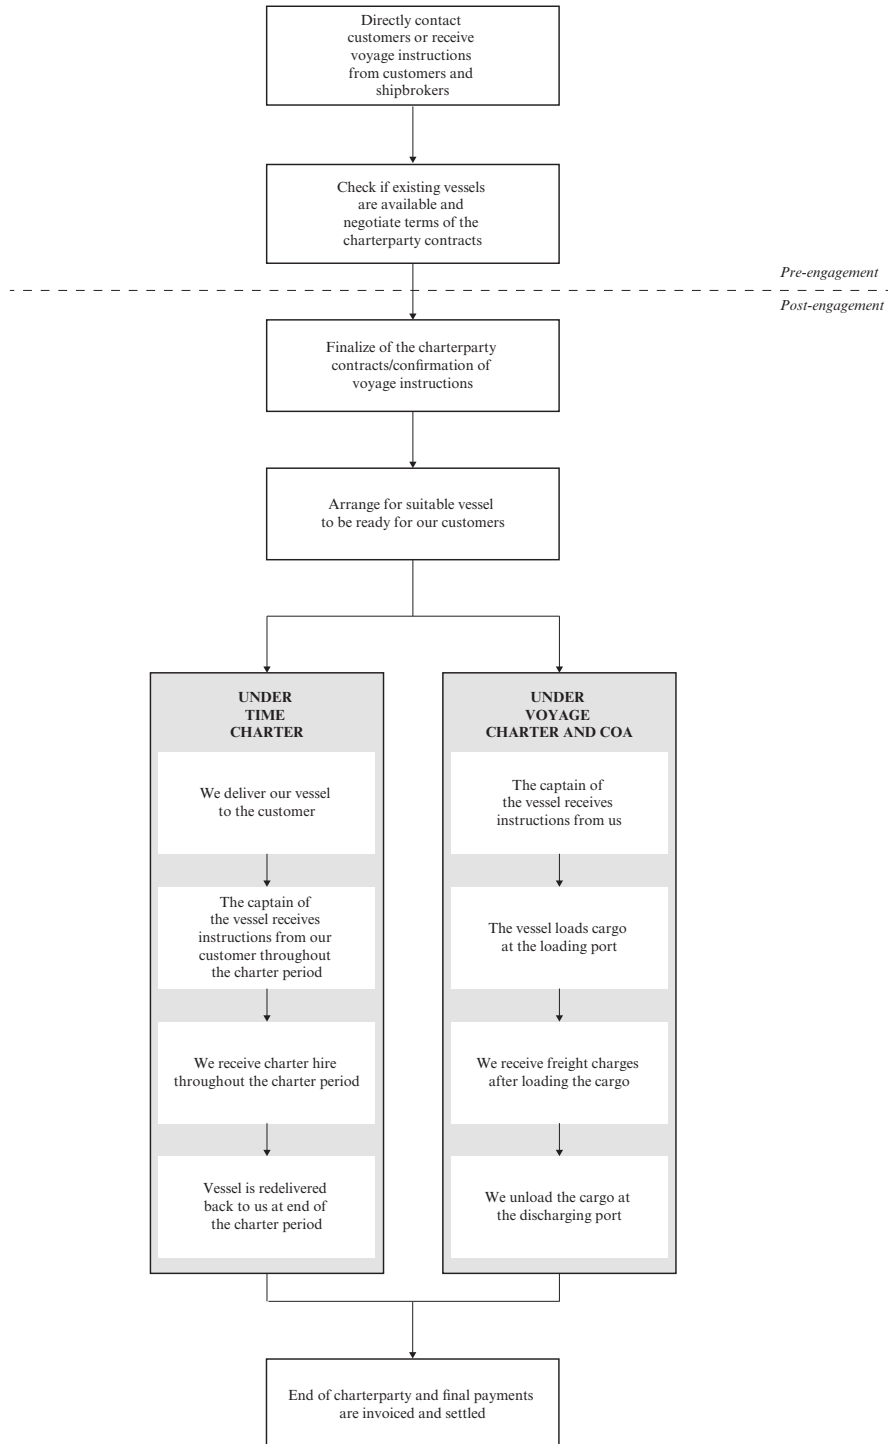 Directly contact
customers or receive
voyage instructions
from customers and
shipbrokers
Check if existing vessels
are available and
negotiate terms of the
charterparty contracts
Pre-engagement
Post-engagement
Finalize of the charterparty
contracts/confirmation of
voyage instructions
Arrange for suitable vessel
to be ready for our customers
UNDER
TIME
CHARTER
We deliver our vessel
to the customer
The captain of
the vessel receives
instructions from our
customer throughout
the charter period
We receive charter hire
throughout the charter period
Vessel is redelivered
back to us at end of
the charter period
UNDER
VOYAGE
CHARTER AND COA
The captain of
the vessel receives
instructions from us
The vessel loads cargo
at the loading port
We receive freight charges
after loading the cargo
We unload the cargo at
the discharging port
End of charterparty and final payments
are invoiced and settled